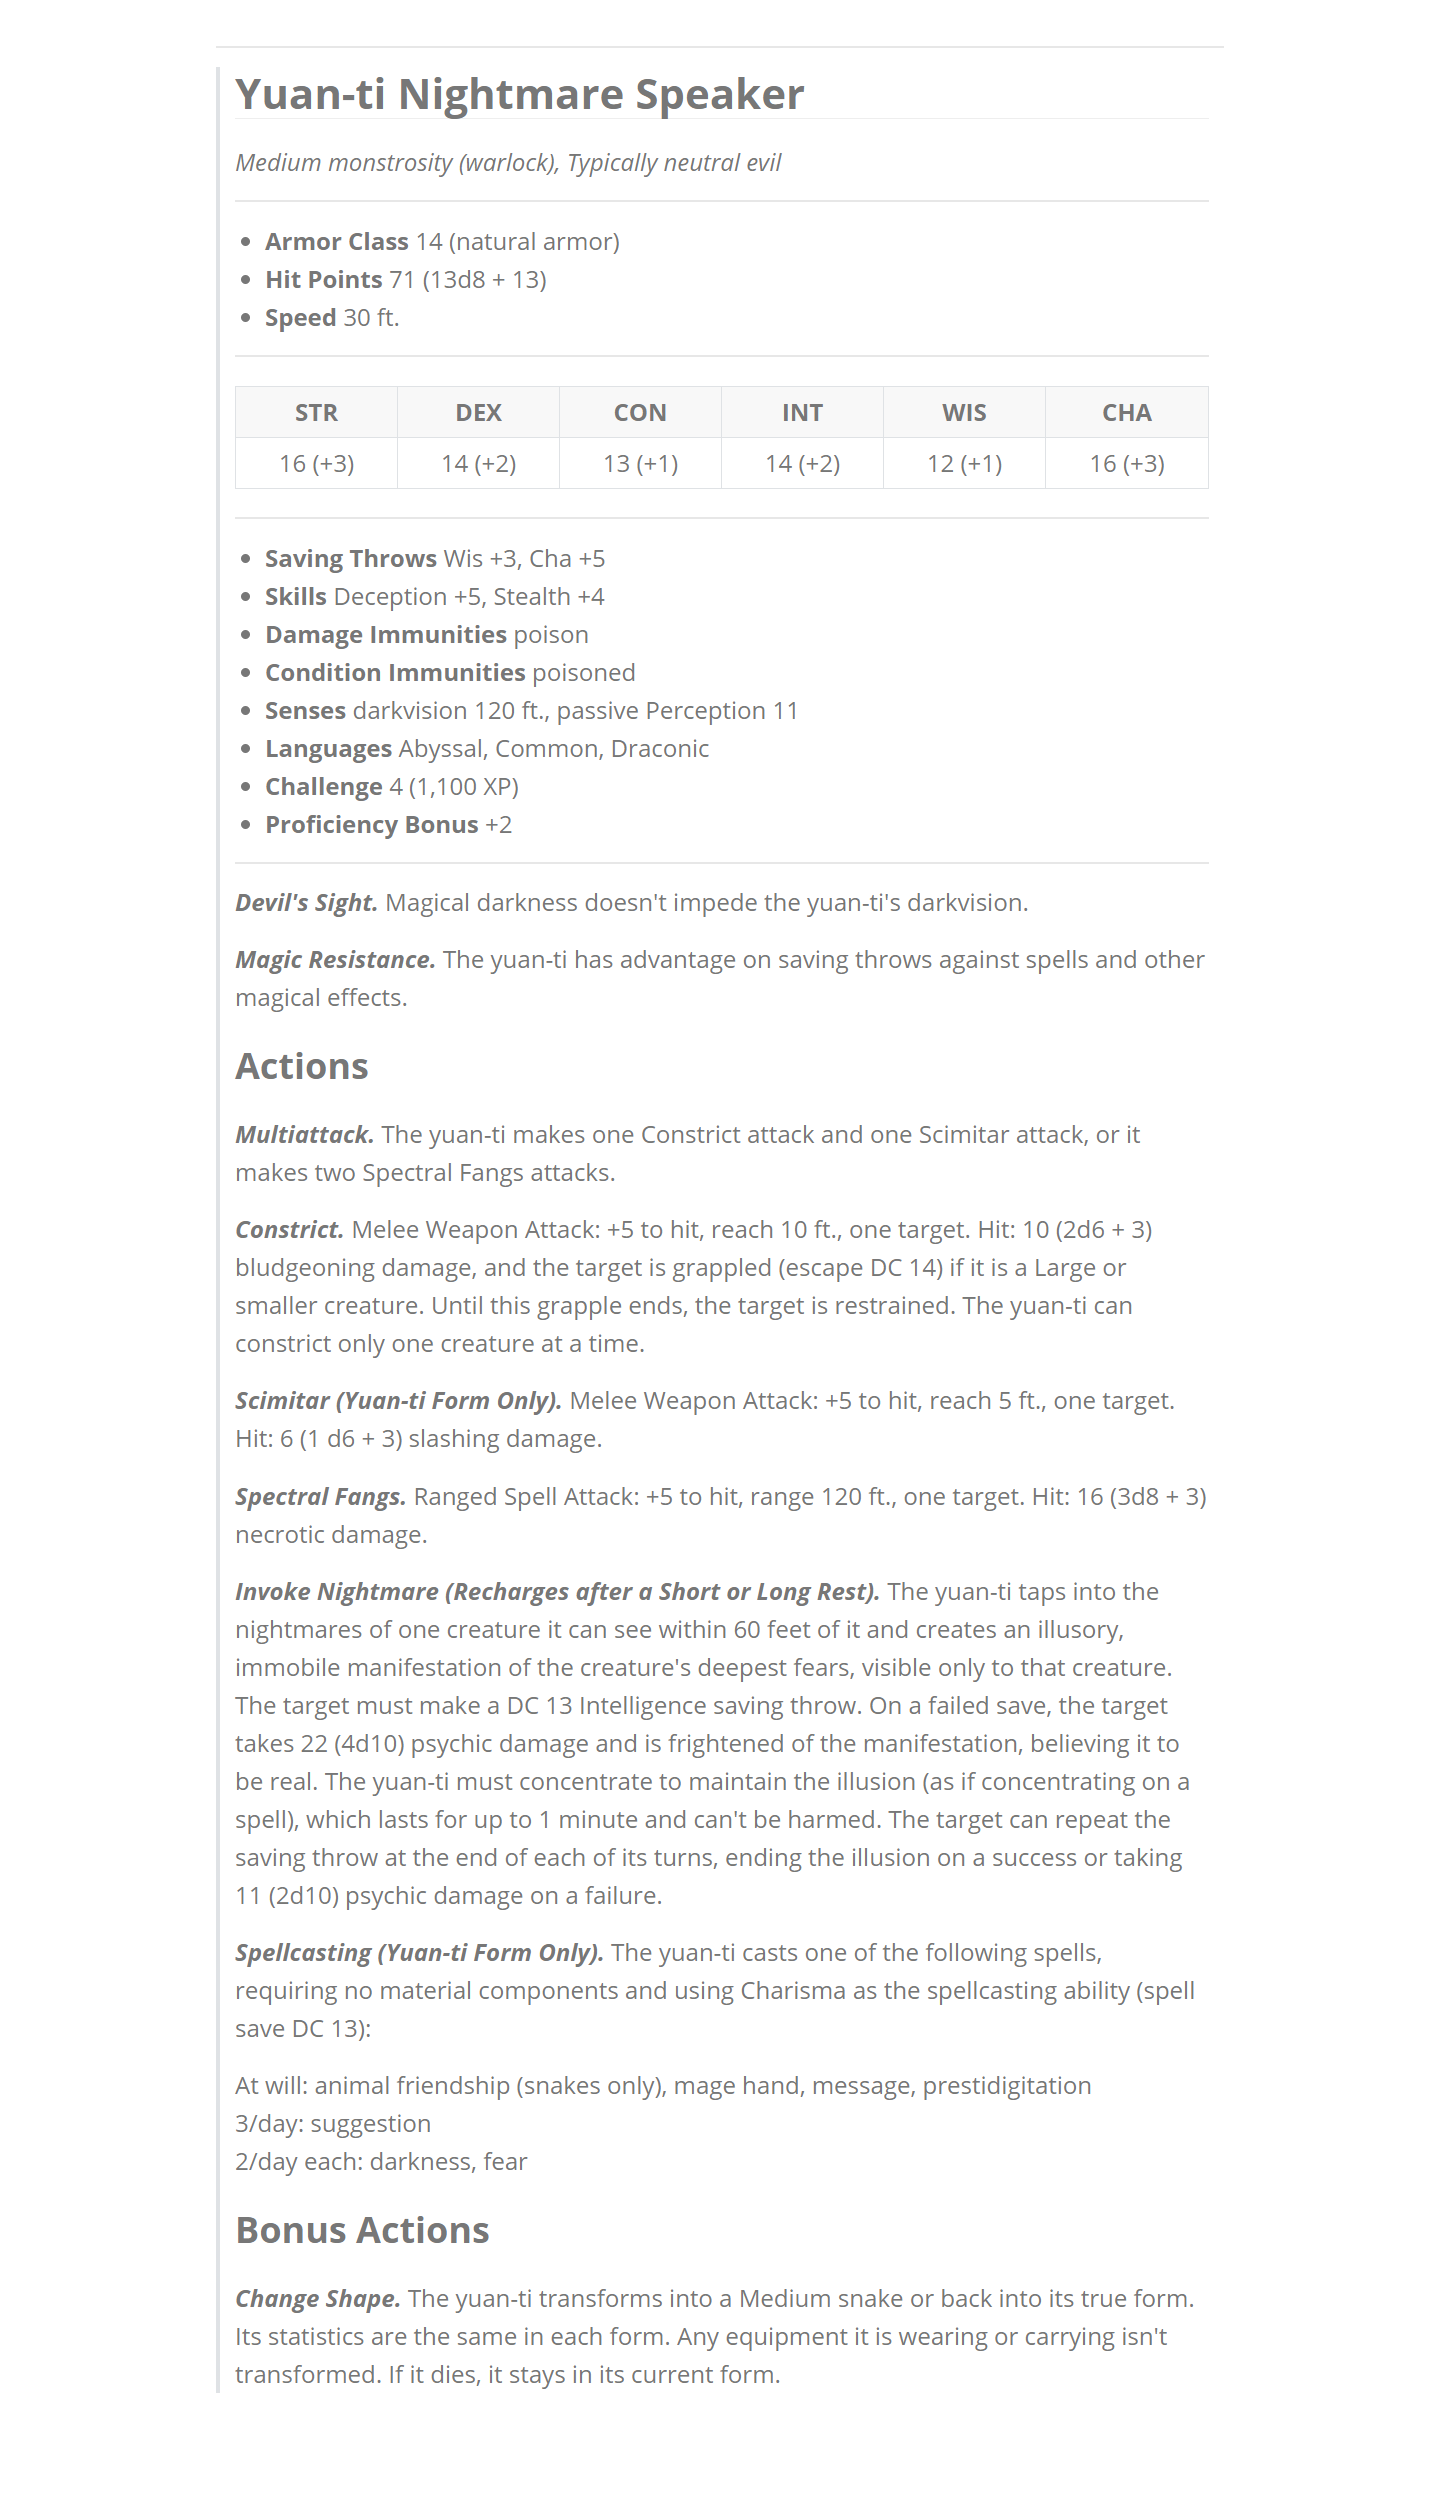 Yuan-ti Nightmare Speaker
Medium monstrosity (warlock), Typically neutral evil
Armor Class 14 (natural armor)
Hit Points 71 (13d8 + 13)
Speed 30 ft.
STR DEX CON INT WIS CHA
16 (+3) 14 (+2) 13 (+1) 14 (+2) 12 (+1) 16 (+3)
Saving Throws Wis +3, Cha +5
Skills Deception +5, Stealth +4
Damage Immunities poison
Condition Immunities poisoned
Senses darkvision 120 ft., passive Perception 11
Languages Abyssal, Common, Draconic
Challenge 4 (1,100 XP)
Proficiency Bonus +2
Devil's Sight. Magical darkness doesn't impede the yuan-ti's darkvision.
Magic Resistance. The yuan-ti has advantage on saving throws against spells and other
magical effects.
Actions
Multiattack. The yuan-ti makes one Constrict attack and one Scimitar attack, or it
makes two Spectral Fangs attacks.
Constrict. Melee Weapon Attack: +5 to hit, reach 10 ft., one target. Hit: 10 (2d6 + 3)
bludgeoning damage, and the target is grappled (escape DC 14) if it is a Large or
smaller creature. Until this grapple ends, the target is restrained. The yuan-ti can
constrict only one creature at a time.
Scimitar (Yuan-ti Form Only). Melee Weapon Attack: +5 to hit, reach 5 ft., one target.
Hit: 6 (1 d6 + 3) slashing damage.
Spectral Fangs. Ranged Spell Attack: +5 to hit, range 120 ft., one target. Hit: 16 (3d8 + 3)
necrotic damage.
Invoke Nightmare (Recharges after a Short or Long Rest). The yuan-ti taps into the
nightmares of one creature it can see within 60 feet of it and creates an illusory,
immobile manifestation of the creature's deepest fears, visible only to that creature.
The target must make a DC 13 Intelligence saving throw. On a failed save, the target
takes 22 (4d10) psychic damage and is frightened of the manifestation, believing it to
be real. The yuan-ti must concentrate to maintain the illusion (as if concentrating on a
spell), which lasts for up to 1 minute and can't be harmed. The target can repeat the
saving throw at the end of each of its turns, ending the illusion on a success or taking
11 (2d10) psychic damage on a failure.
Spellcasting (Yuan-ti Form Only). The yuan-ti casts one of the following spells,
requiring no material components and using Charisma as the spellcasting ability (spell
save DC 13):
At will: animal friendship (snakes only), mage hand, message, prestidigitation
3/day: suggestion
2/day each: darkness, fear
Bonus Actions
Change Shape. The yuan-ti transforms into a Medium snake or back into its true form.
Its statistics are the same in each form. Any equipment it is wearing or carrying isn't
transformed. If it dies, it stays in its current form.